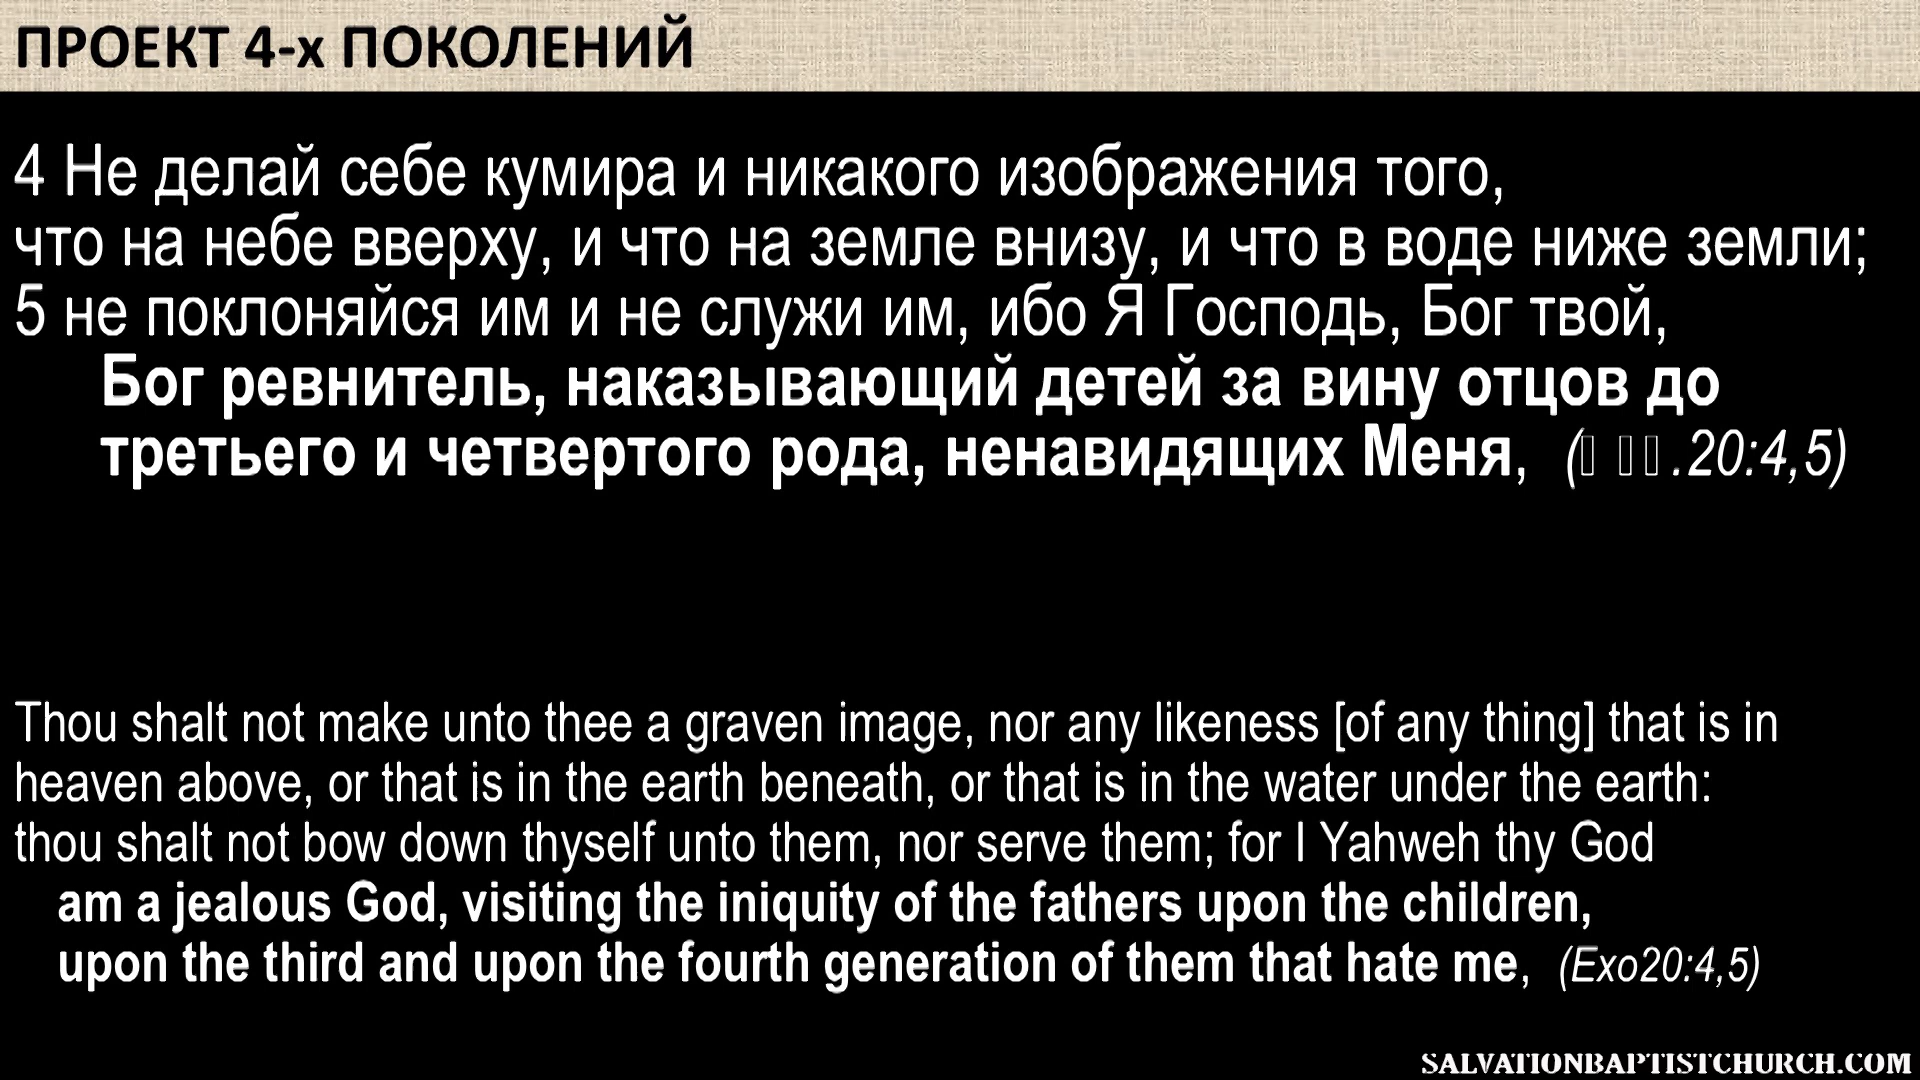 ПРОЕКТ 4-х ПОКОЛЕНИЙ
4 Не делай себе кумира и никакого изображения того,
что на небе вверху, и что на земле внизу, и что в воде ниже земли;
5 не поклоняйся им и не служи им, ибо Я Господь, Бог твой,
Бог ревнитель, наказывающий детей за вину отцов до
третьего и четвертого рода, ненавидящих Меня, ( .20:4,5)
Thou shalt not make unto thee a graven image, nor any likeness [of any thing] that is in
heaven above, or that is in the earth beneath, or that is in the water under the earth:
thou shalt not bow down thyself unto them, nor serve them; for I Yahweh thy God
am a jealous God, visiting the iniquity of the fathers upon the children,
upon the third and upon the fourth generation of them that hate me, (Exo20:4,5)
SALVATIONBAPTISTCHURCH.COM